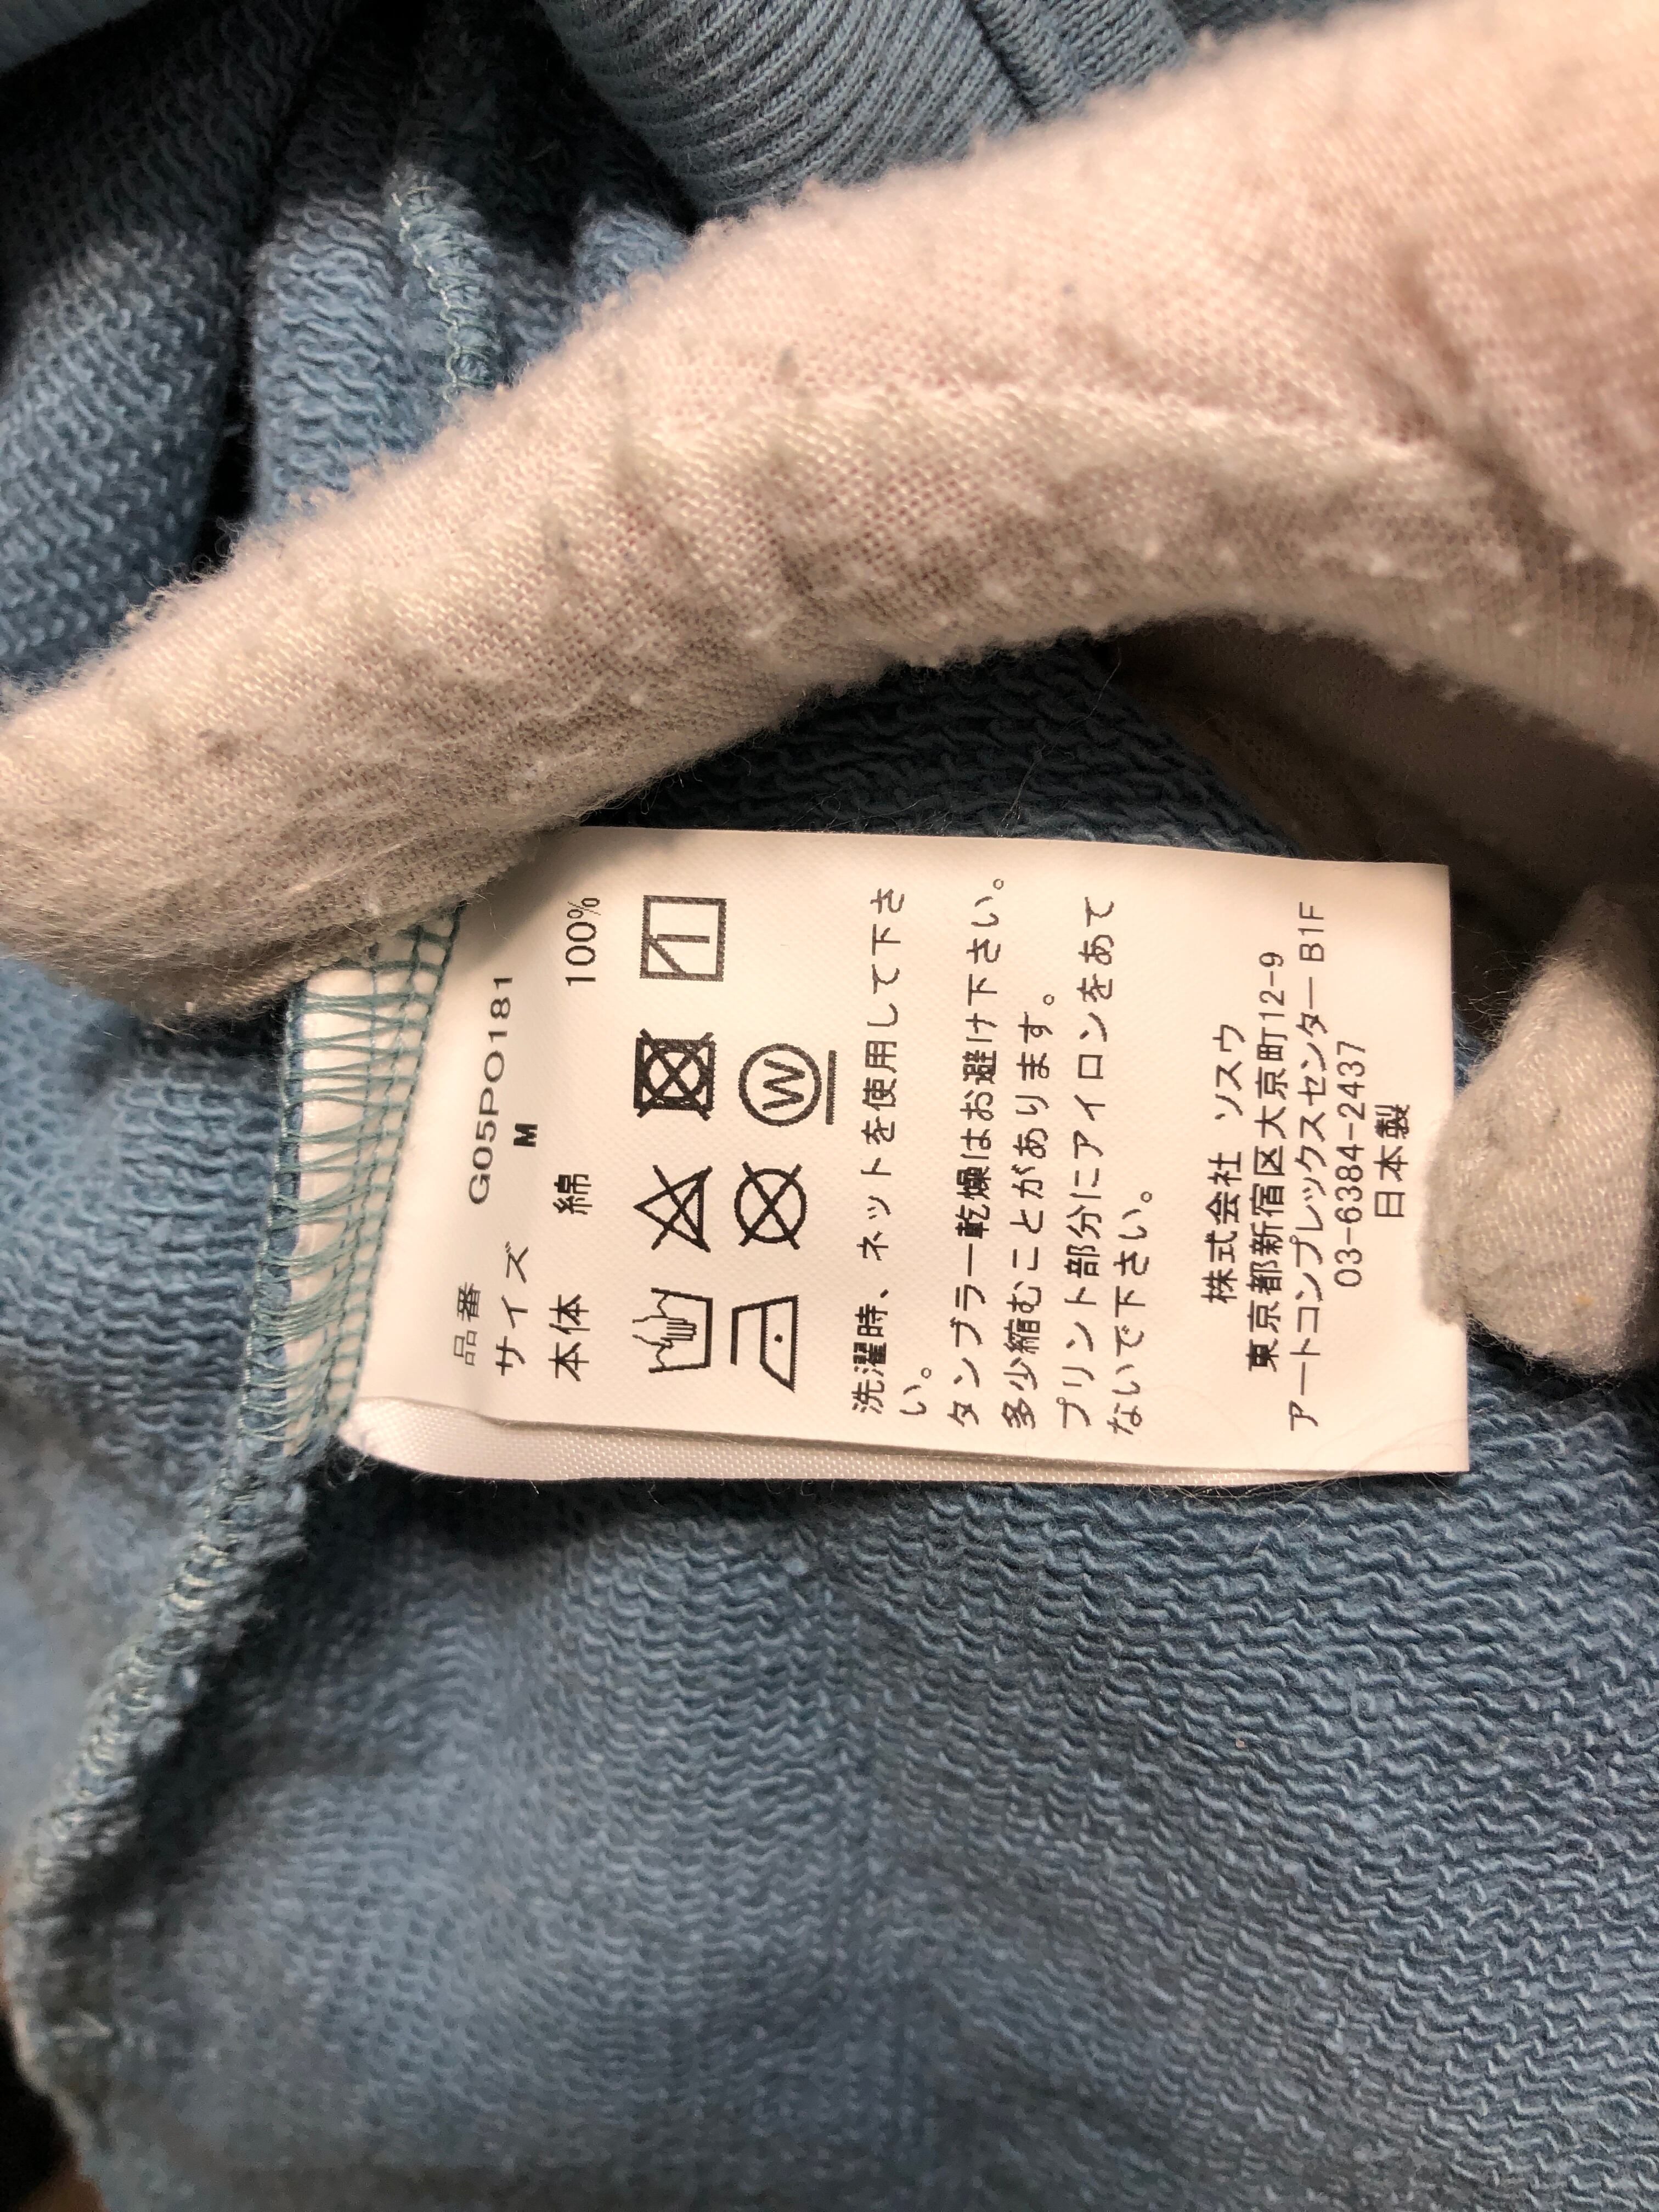 品番 G05PO181
サイズ M
本体 綿 100%
W
洗濯時、ネットを使用して下さ
い。
タンブラー乾燥はお避け下さい。
多少縮むことがあります。
プリント部分にアイロンをあて
ないで下さい。
株式会社 ソスウ
東京都新宿区大京町12-9
アートコンプレックスセンターB1F
03-6384-2437
日本製